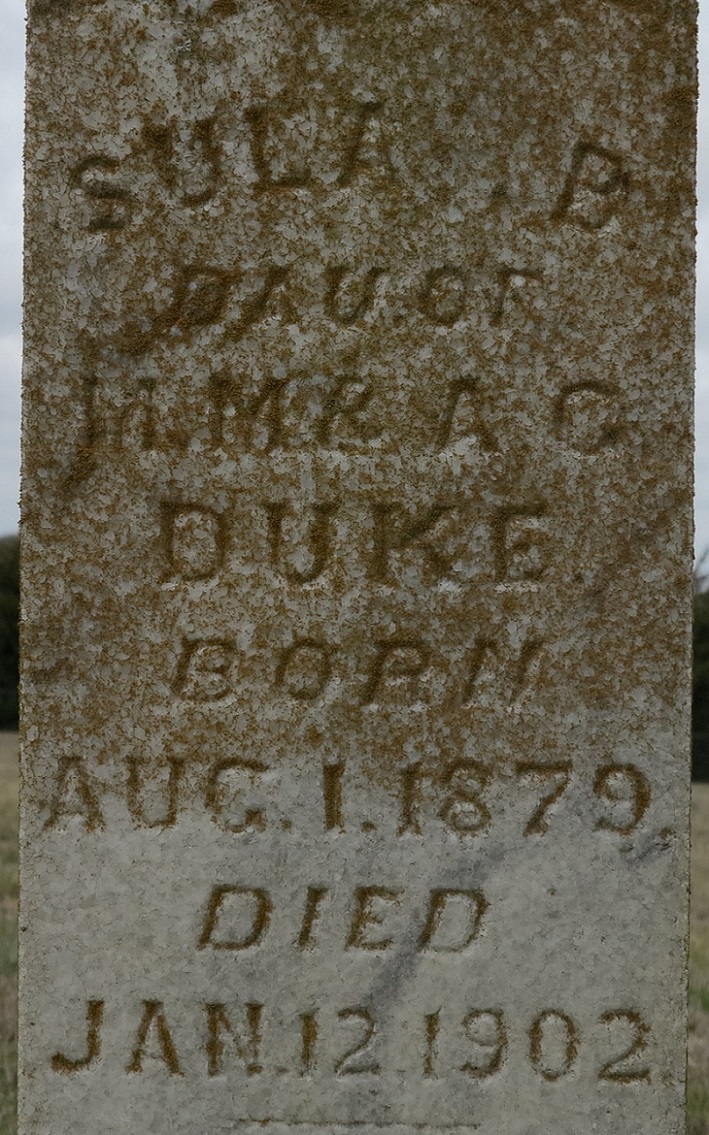 SULA B
DAU. OF
H.M. & A. C.
DUKE.
BORN
AUG. 1. 1879.
DIED
JAN. 12. 1902